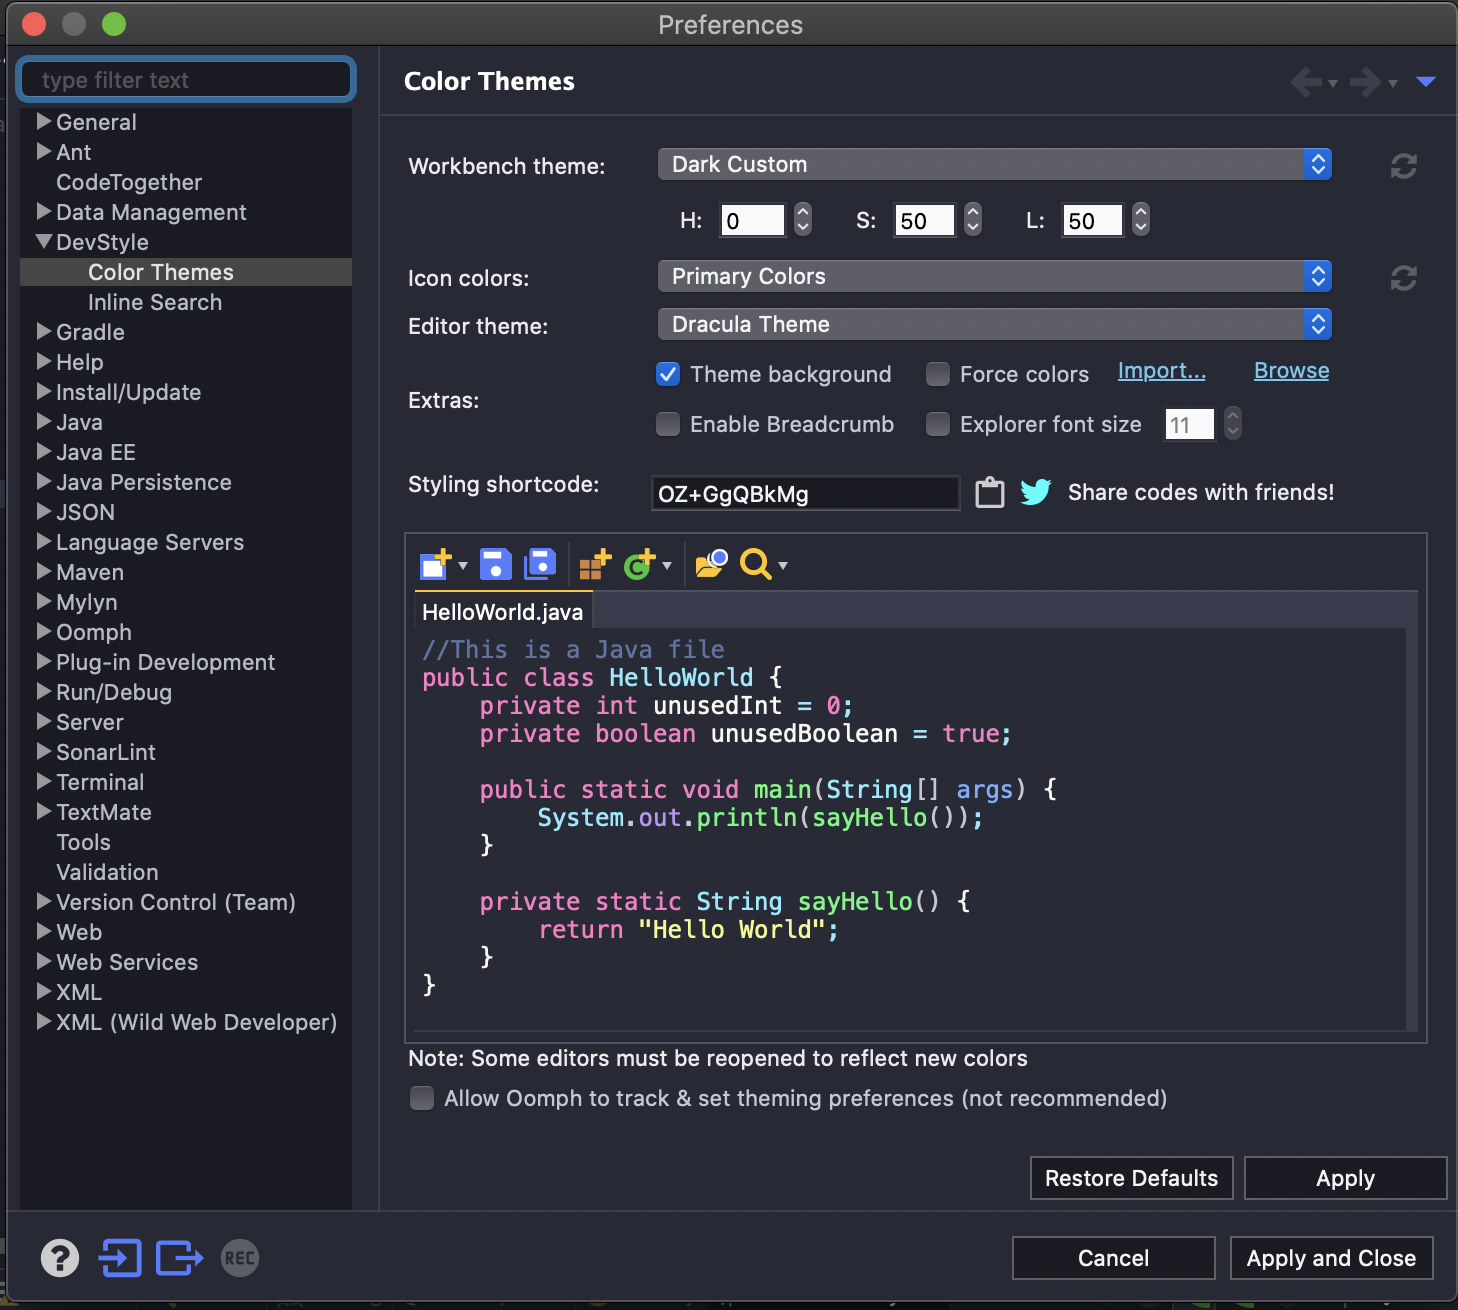 Preferences
type filter text
General
Ant
CodeTogether
Data Management
DevStyle
Color Themes
Inline Search
Gradle
Help
Install/Update
Java
Java EE
Java Persistence
JSON
Language Servers
Maven
Mylyn
Oomph
Plug-in Development
Run/Debug
Server
SonarLint
Terminal
TextMate
Tools
Validation
Version Control (Team)
Web
Web Services
XML
XML (Wild Web Developer)
Color Themes
Workbench theme: Dark Custom
H: 0 S: 50 L: 50
Icon colors: Primary Colors
Editor theme: Dracula Theme
Extras:
Theme background Force colors Import... Browse
Enable Breadcrumb Explorer font size 11
Styling shortcode: OZ+GgQBkMg Share codes with friends!
HelloWorld.java
//This is a Java file
public class HelloWorld {
    private int unusedInt = 0;
    private boolean unusedBoolean = true;
    public static void main(String[] args) {
        System.out.println(sayHello());
    }
    private static String sayHello() {
        return "Hello World";
    }
}
Note: Some editors must be reopened to reflect new colors
Allow Oomph to track & set theming preferences (not recommended)
Restore Defaults Apply
? REC Cancel Apply and Close